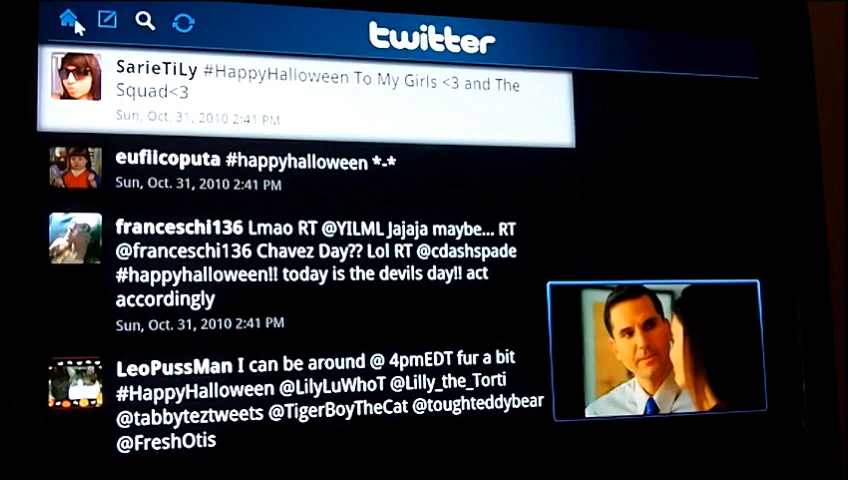 twitter
SarieTiLy #HappyHalloween To My Girls <3 and The
Squad<3
Sun, Oct. 31, 2010 2:41 PM
eufilcoputa #happyhalloween *-*
Sun, Oct. 31, 2010 2:41 PM
franceschi136 Lmao RT @YILML Jajaja maybe... RT
@franceschi136 Chavez Day?? Lol RT @cdashspade
#happyhalloween!! today is the devils day!! act
accordingly
Sun, Oct. 31, 2010 2:41 PM
LeoPussMan I can be around @ 4pmEDT fur a bit
#HappyHalloween @LilyLuWhoT @Lilly_the_Torti
@tabbyteztweets @TigerBoyTheCat @toughteddybear
@FreshOtis